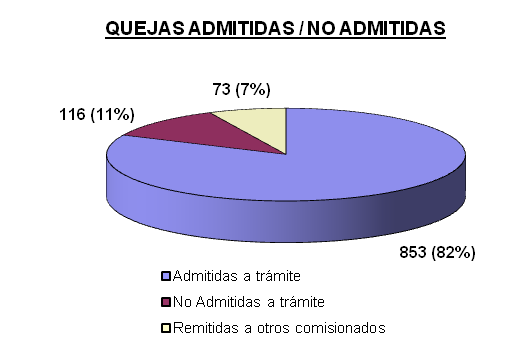 QUEJAS ADMITIDAS / NO ADMITIDAS
73 (7%)
116 (11%)
853 (82%)
Admitidas a trámite
No Admitidas a trámite
Remitidas a otros comisionados